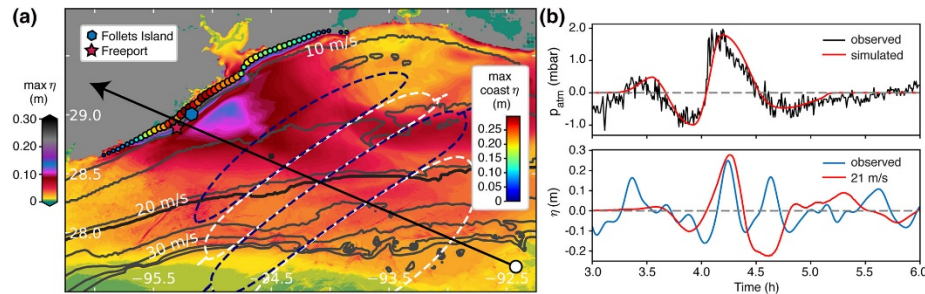 (a)
Follets Island
Freeport
10 m/s
20 m/s
30 m/s
max η
(m)
0.30
0.20
0.10
0
29.0
28.5
28.0
−95.5
−94.5
−93.5
−92.5
max
coast η
(m)
0.25
0.20
0.15
0.10
0.05
0
(b)
observed
simulated
p_atm (mbar)
2.0
1.0
0.0
-1.0
observed
21 m/s
η (m)
0.3
0.2
0.1
0.0
-0.1
-0.2
3.0 3.5 4.0 4.5 5.0 5.5 6.0
Time (h)